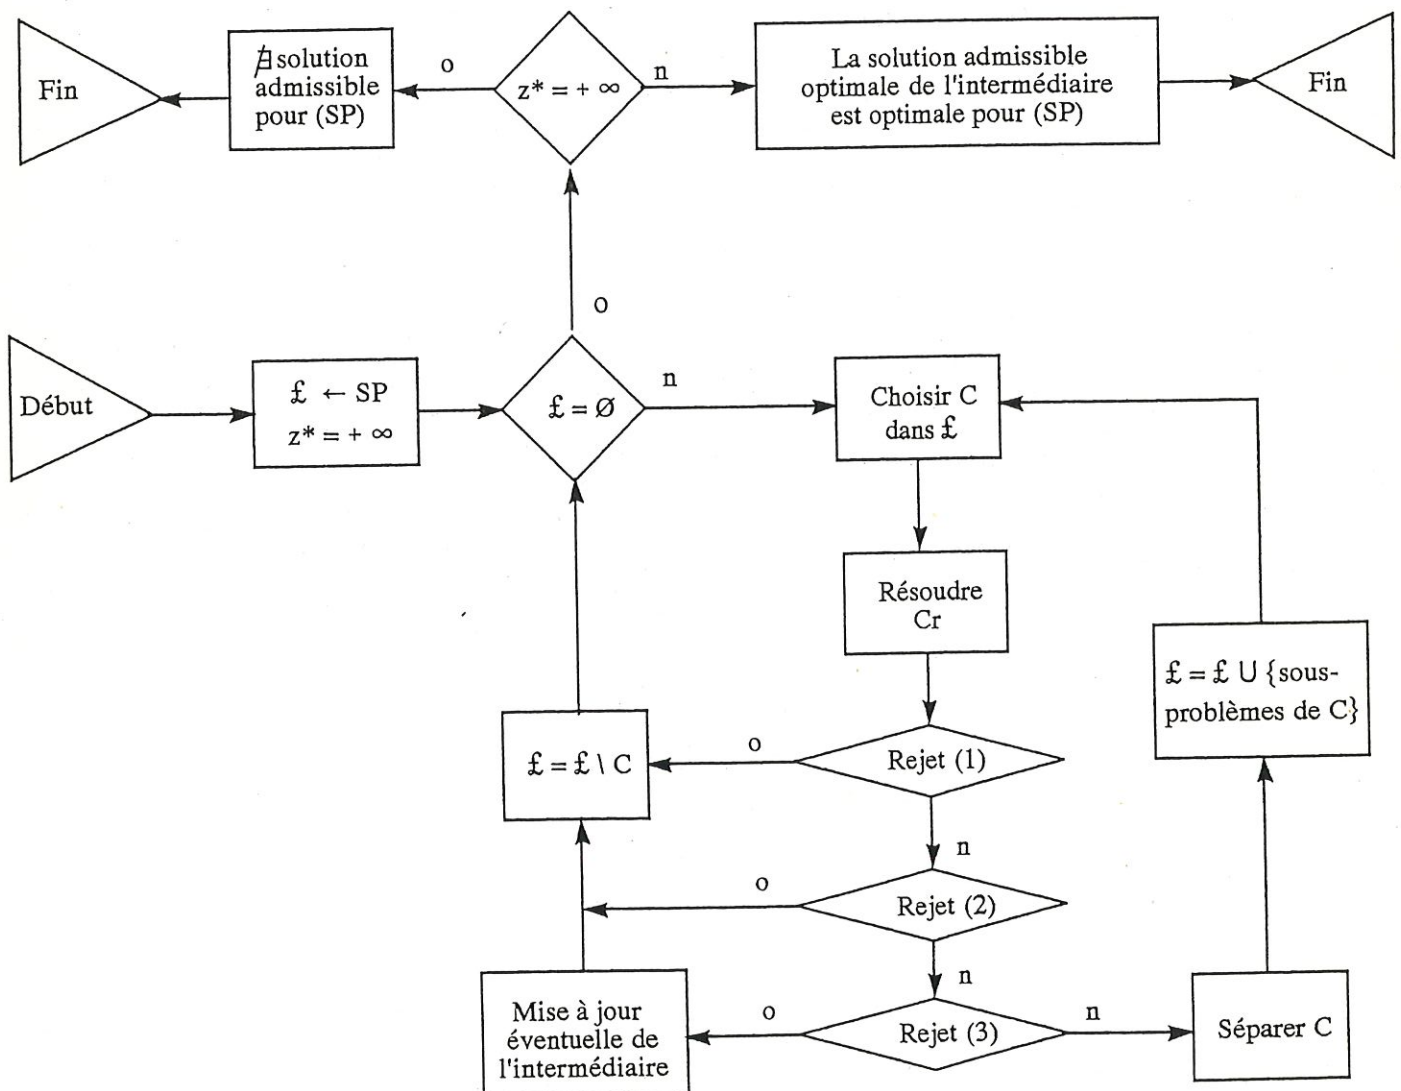 Fin
∄ solution
admissible
pour (SP)
o
z* = + ∞
n
La solution admissible
optimale de l'intermédiaire
est optimale pour (SP)
Fin
o
Début
£ ← SP
z* = + ∞
£ = Ø
n
Choisir C
dans £
Résoudre
Cr
£ = £ ∪ {sous-
problèmes de C}
£ = £ \ C
o
Rejet (1)
n
o
Rejet (2)
n
Mise à jour
éventuelle de
l'intermédiaire
o
Rejet (3)
n
Séparer C